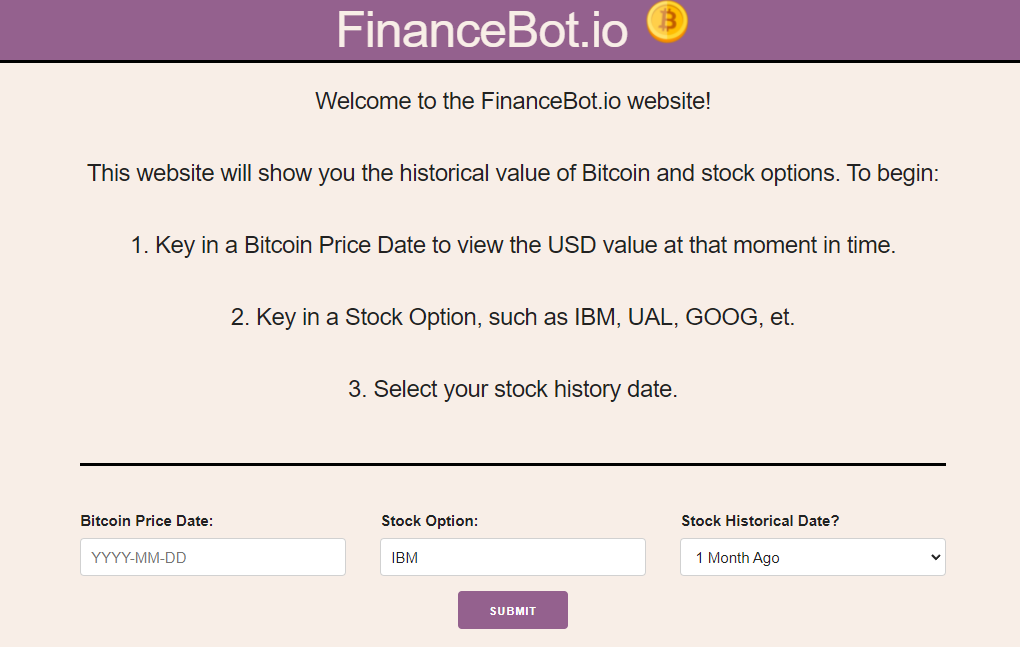 FinanceBot.io
Welcome to the FinanceBot.io website!
This website will show you the historical value of Bitcoin and stock options. To begin:
1. Key in a Bitcoin Price Date to view the USD value at that moment in time.
2. Key in a Stock Option, such as IBM, UAL, GOOG, et.
3. Select your stock history date.
Bitcoin Price Date: Stock Option: Stock Historical Date?
YYYY-MM-DD IBM 1 Month Ago
SUBMIT